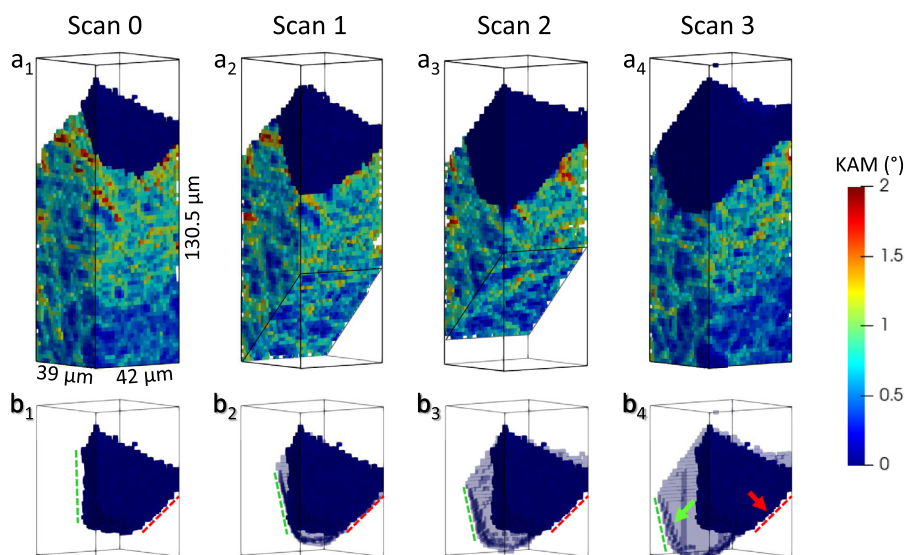 Scan 0 Scan 1 Scan 2 Scan 3
a1 a2 a3 a4
KAM (°)
2
1.5
1
0.5
0
130.5 μm
39 μm 42 μm
b1 b2 b3 b4